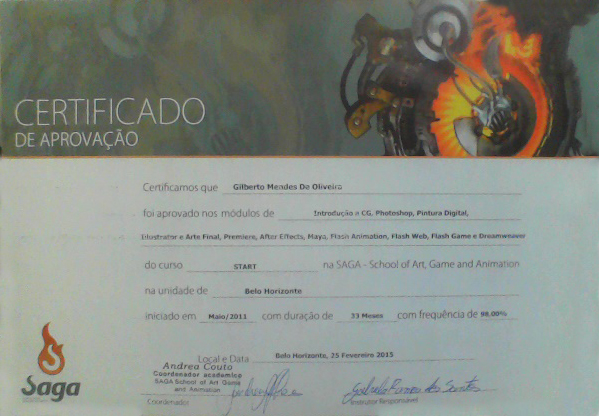 CERTIFICADO
DE APROVAÇÃO
Certificamos que Gilberto Mendes De Oliveira
foi aprovado nos módulos de Introdução a CG, Photoshop, Pintura Digital,
Illustrator e Arte Final, Premiere, After Effects, Maya, Flash Animation, Flash Web, Flash Game e Dreamweaver
do curso START na SAGA - School of Art, Game and Animation
na unidade de Belo Horizonte
iniciado em Maio/2011 com duração de 33 Meses com frequência de 98,00%
Local e Data Belo Horizonte, 25 Fevereiro 2015
Andrea Couto
Coordenador academico
SAGA School of Art Game
and Animation
Coordenador
Instrutor Responsável
Saga